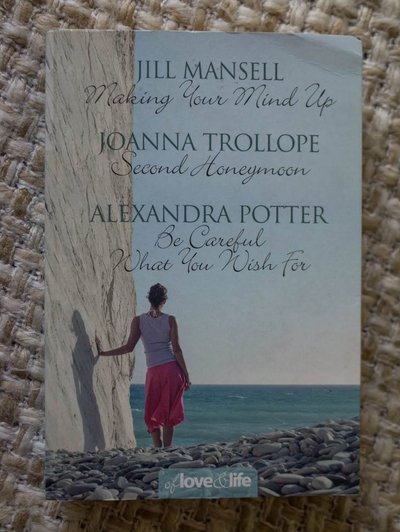 JILL MANSELL
Making Your Mind Up
JOANNA TROLLOPE
Second Honeymoon
ALEXANDRA POTTER
Be Careful
What You Wish For
of love & life